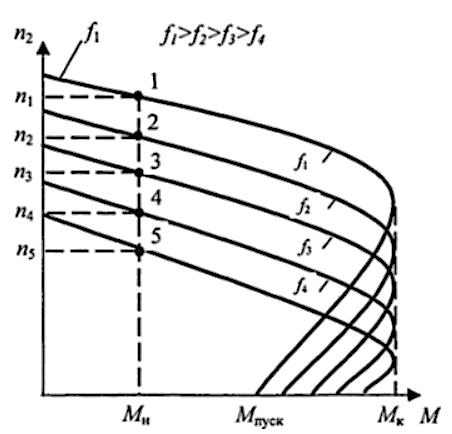 n₂ f₁ f₁>f₂>f₃>f₄
n₁ 1
n₂ 2
f₁
n₃ 3
n₄ 4 f₂
n₅ 5 f₃
f₄
Mн Mпуск Mк M